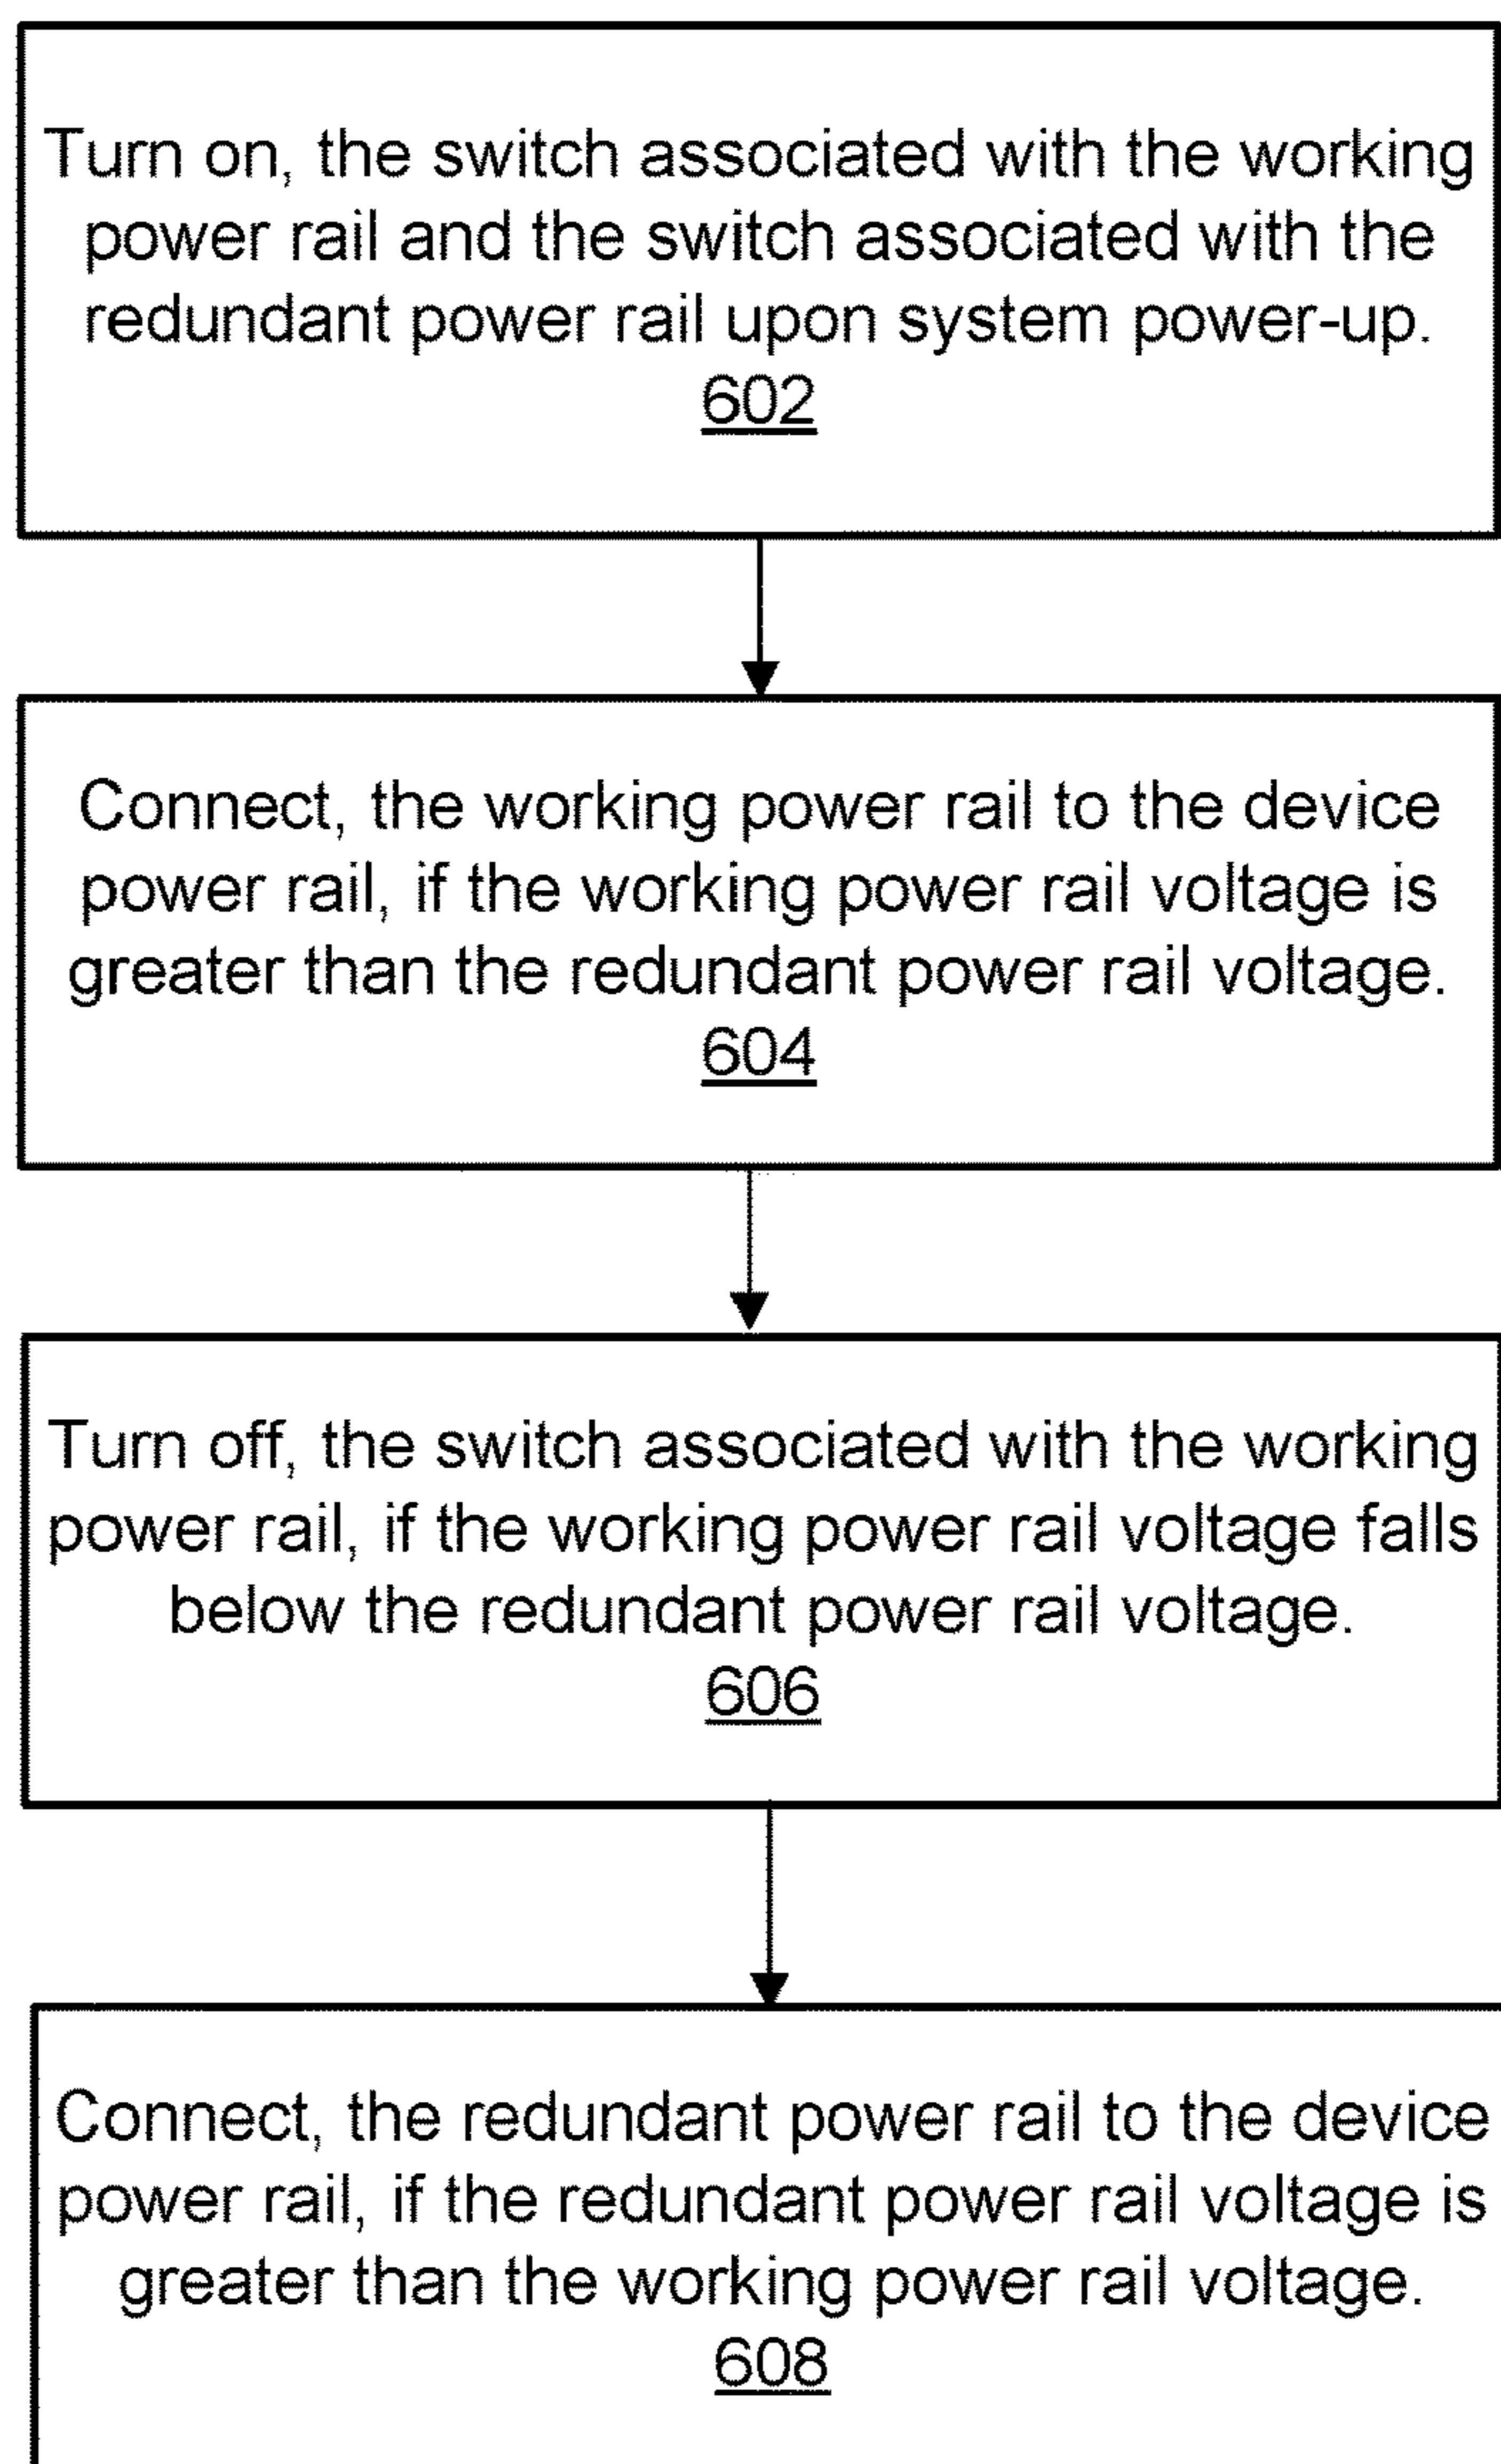 Turn on, the switch associated with the working
power rail and the switch associated with the
redundant power rail upon system power-up.
602
Connect, the working power rail to the device
power rail, if the working power rail voltage is
greater than the redundant power rail voltage.
604
Turn off, the switch associated with the working
power rail, if the working power rail voltage falls
below the redundant power rail voltage.
606
Connect, the redundant power rail to the device
power rail, if the redundant power rail voltage is
greater than the working power rail voltage.
608